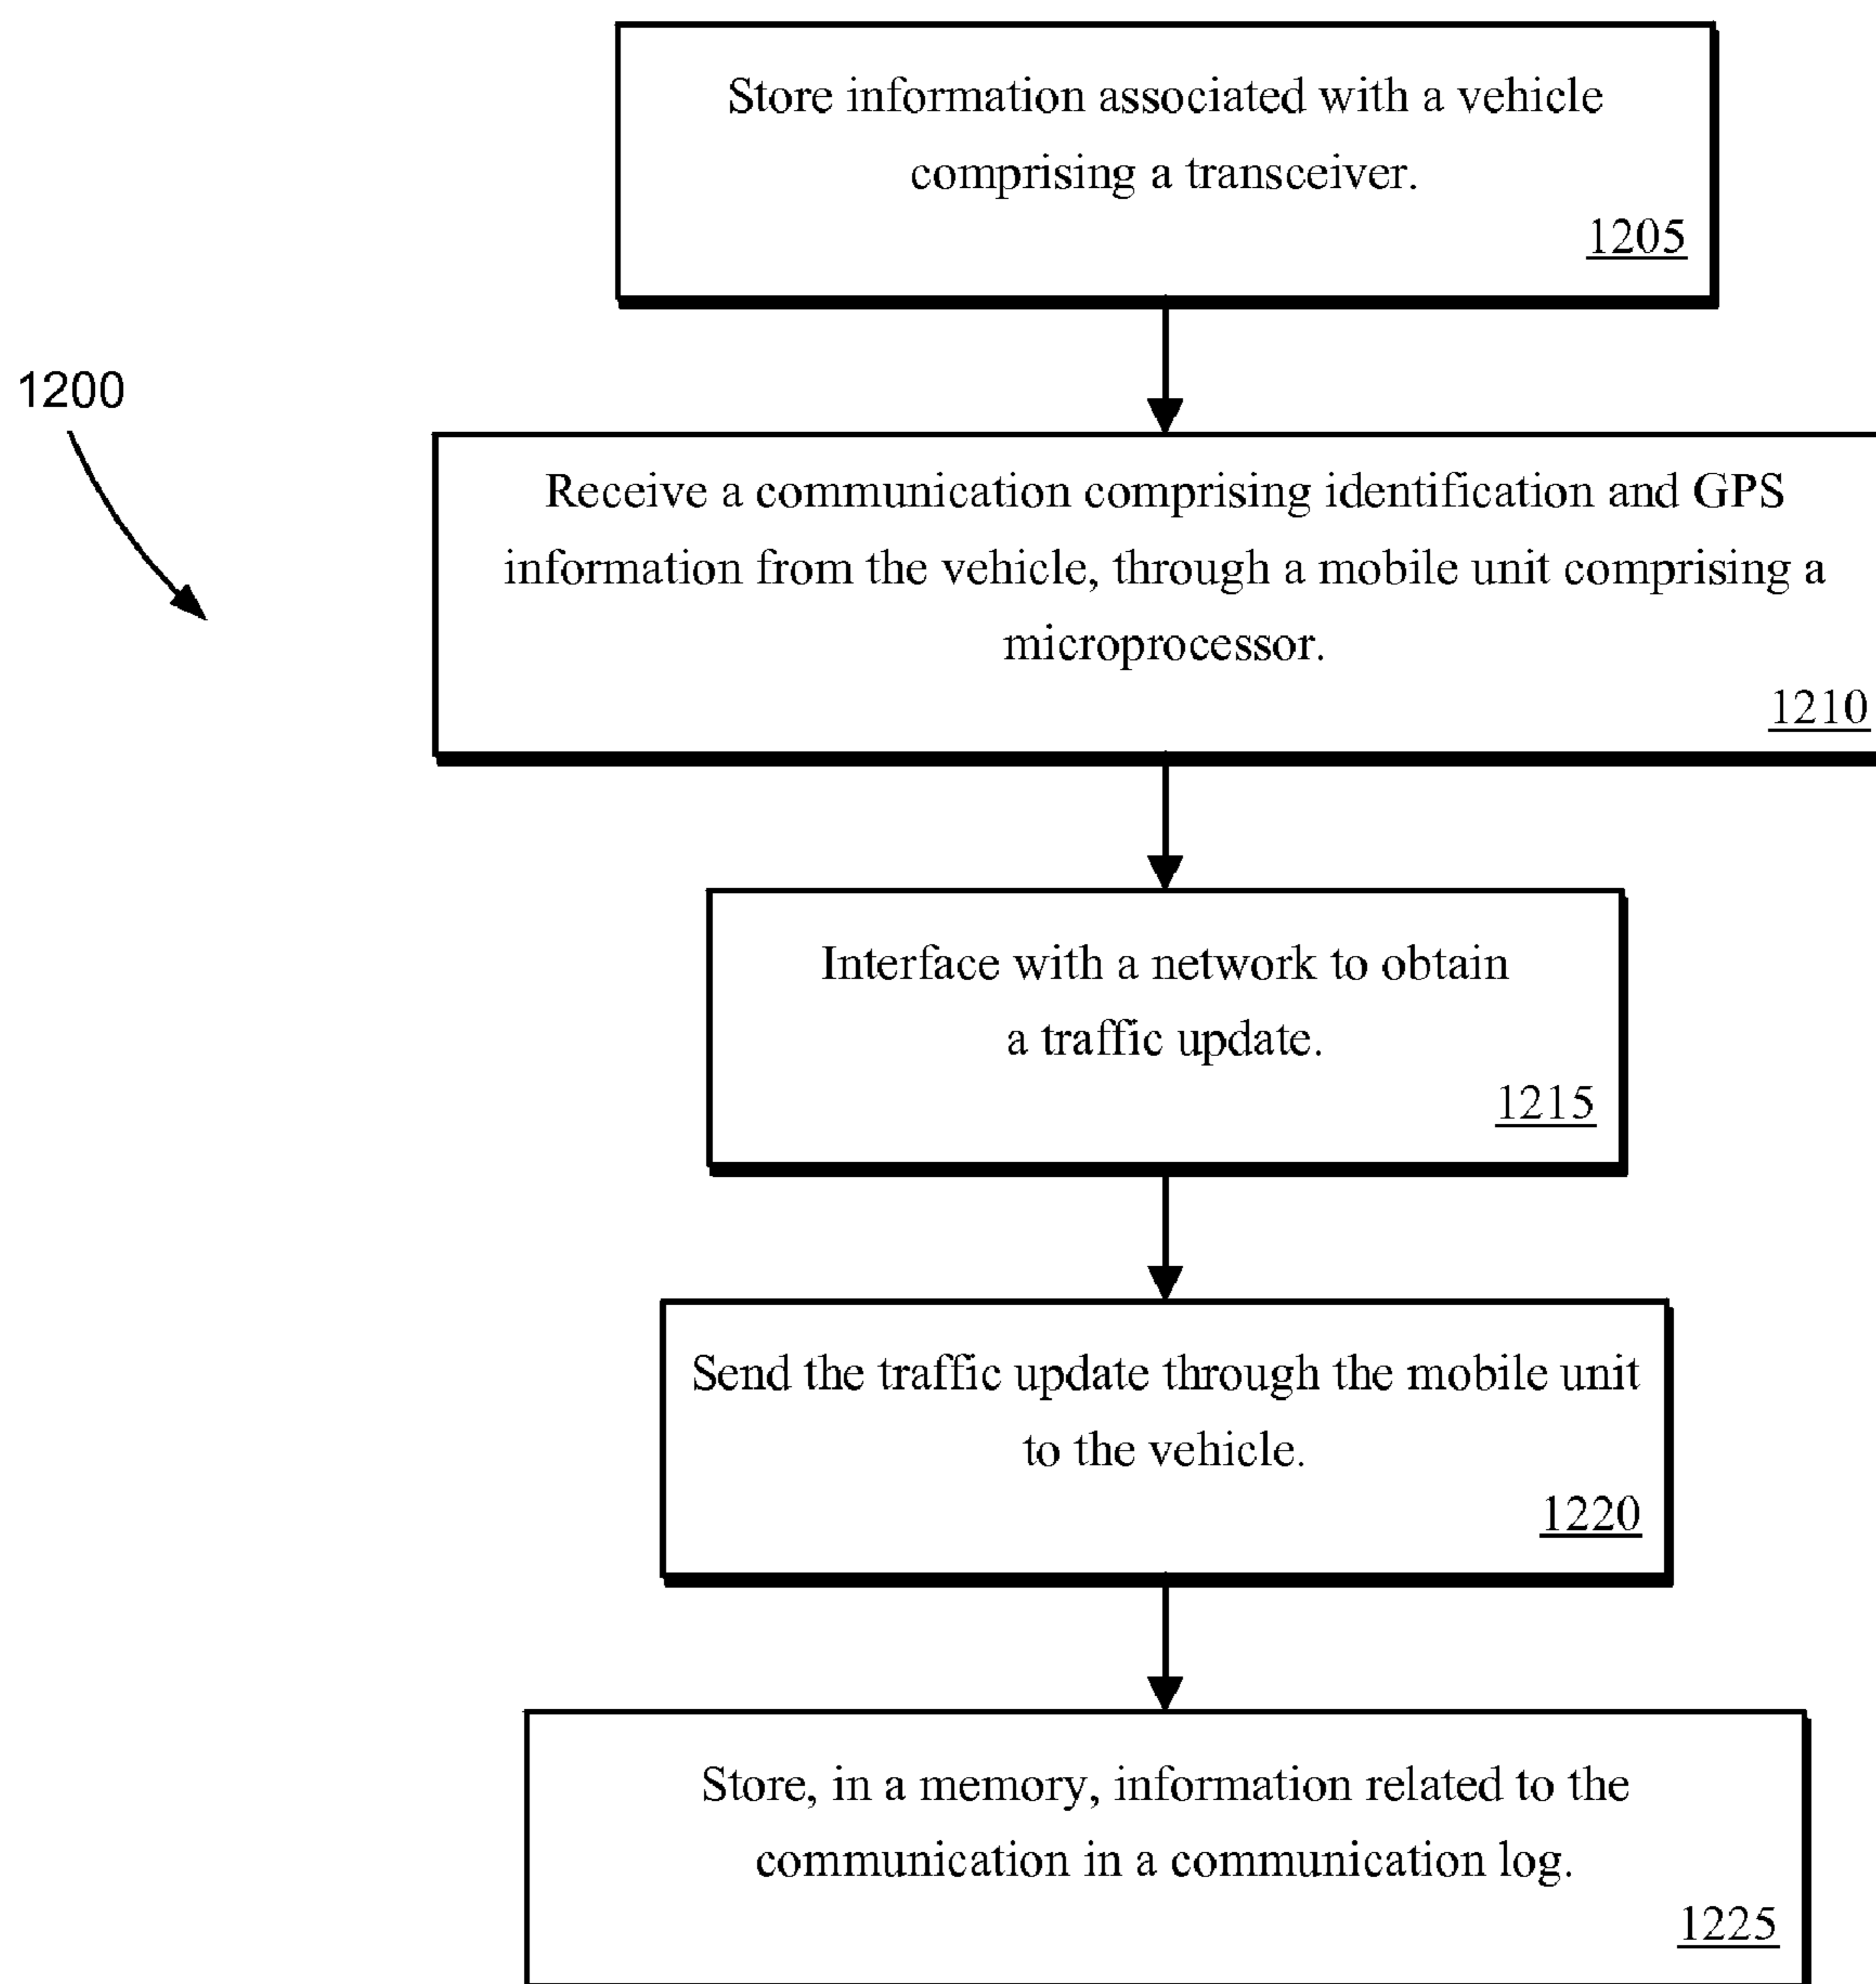 Store information associated with a vehicle
comprising a transceiver.
1205
1200
Receive a communication comprising identification and GPS
information from the vehicle, through a mobile unit comprising a
microprocessor.
1210
Interface with a network to obtain
a traffic update.
1215
Send the traffic update through the mobile unit
to the vehicle.
1220
Store, in a memory, information related to the
communication in a communication log.
1225